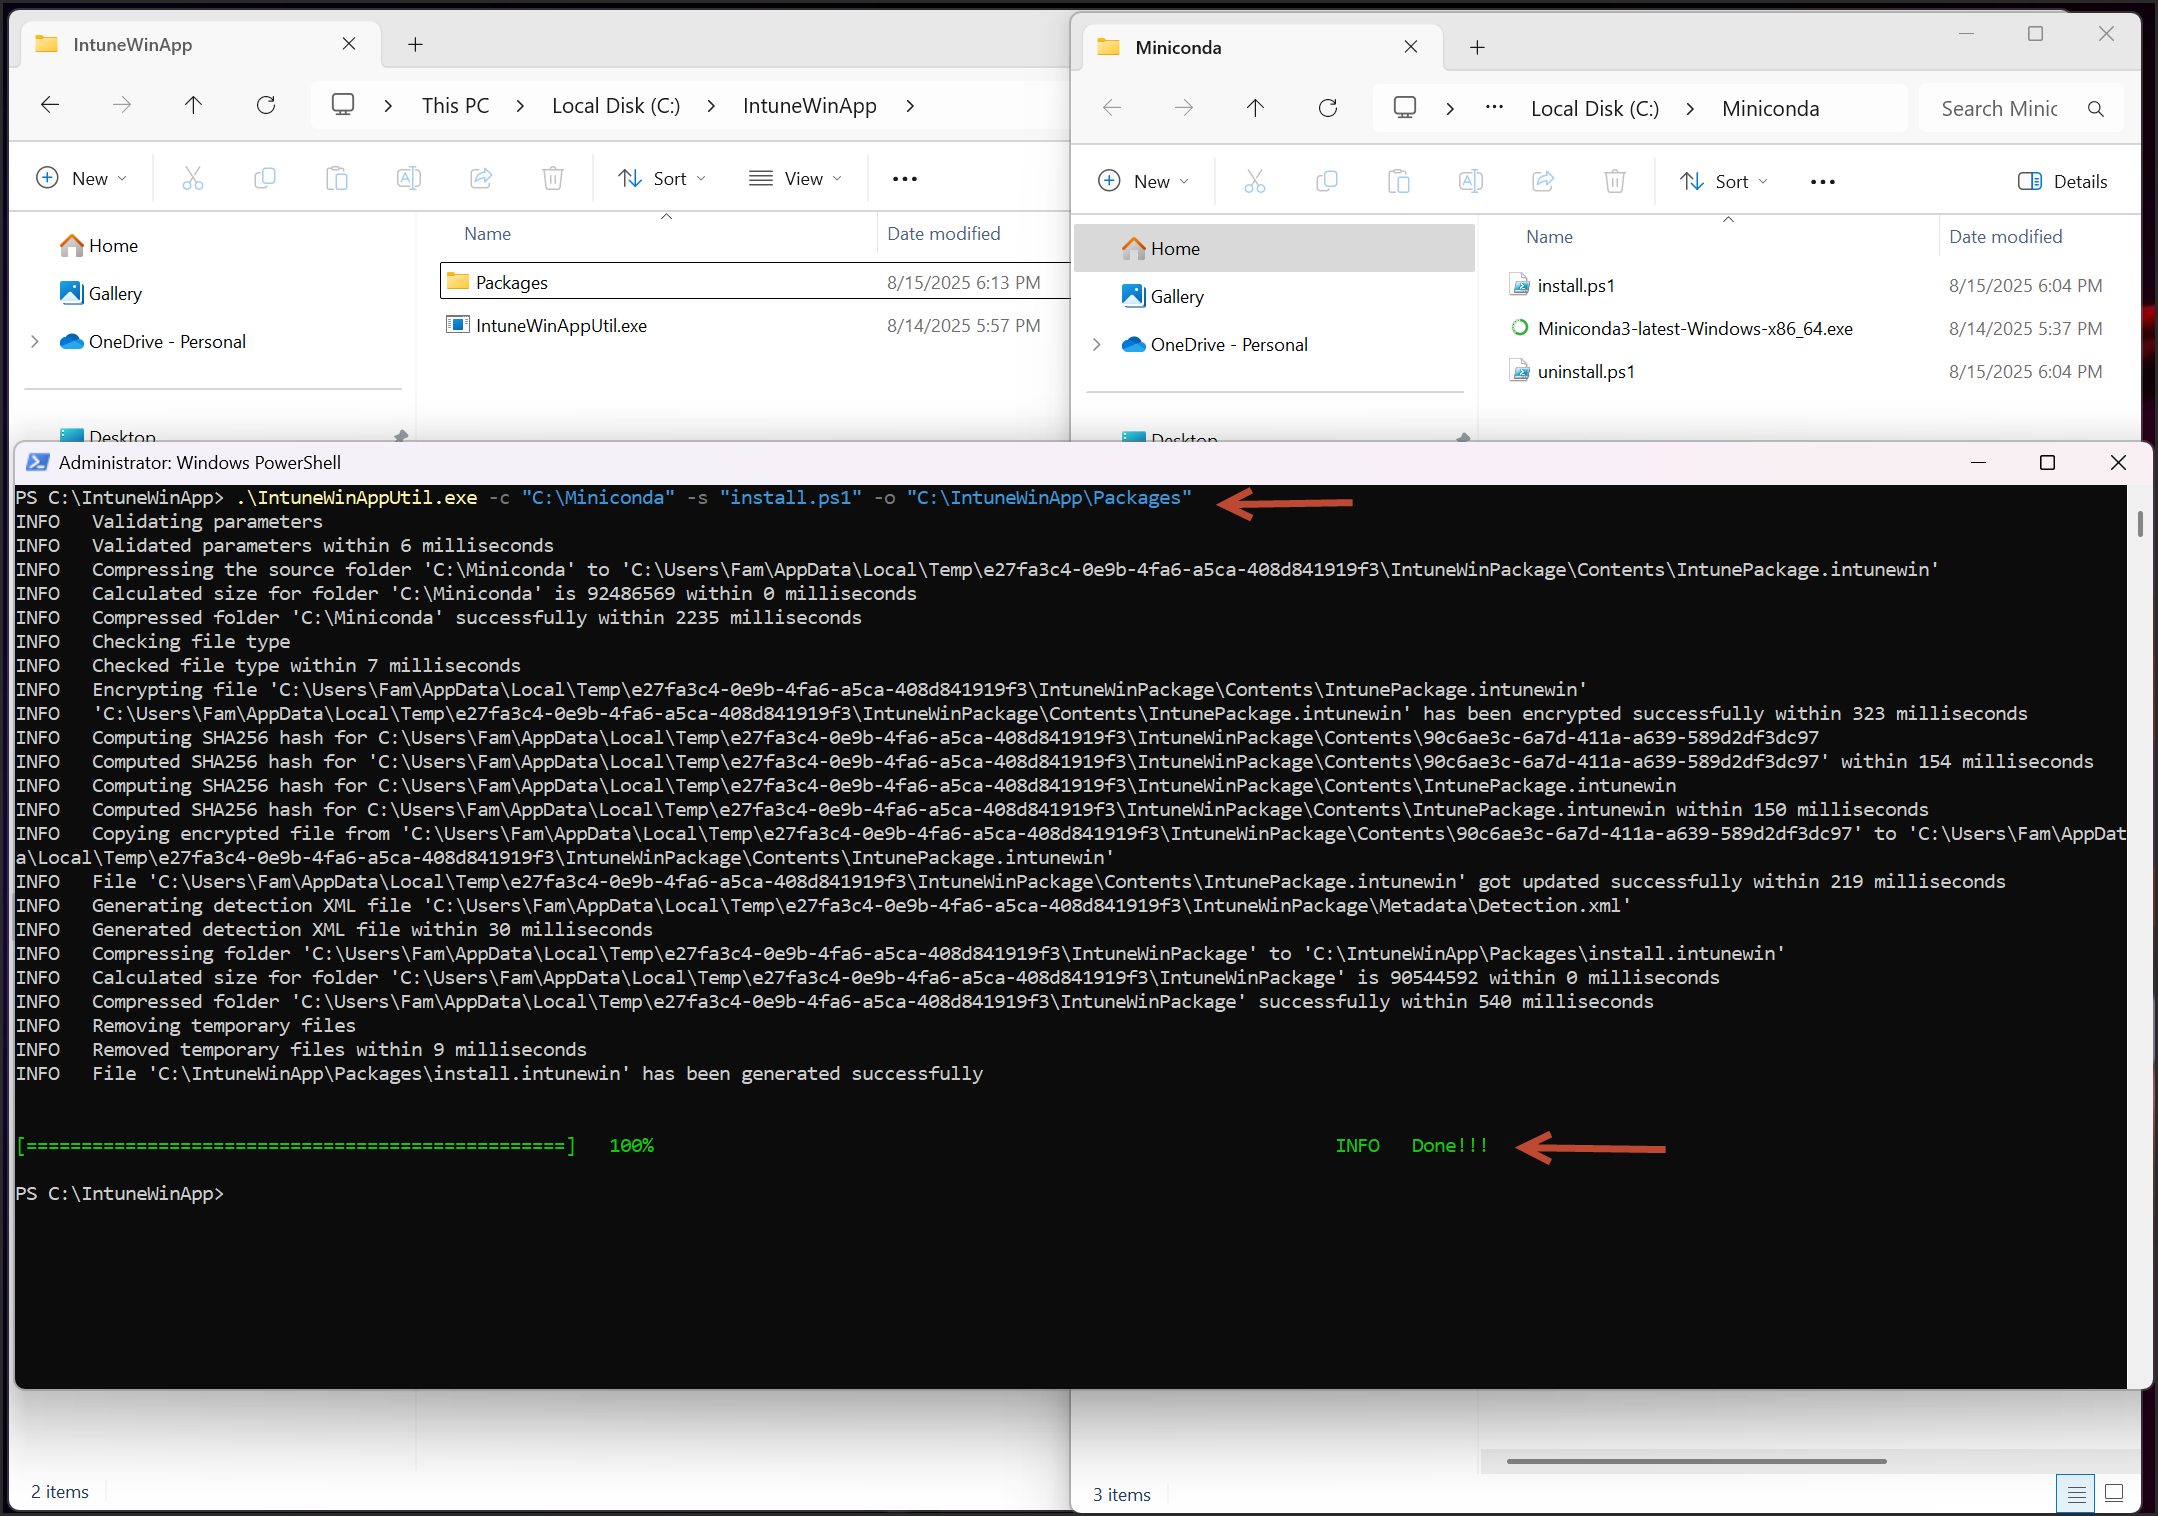 IntuneWinApp
This PC
Local Disk (C:)
IntuneWinApp
New
Sort
View
Name
Date modified
Home
Gallery
OneDrive - Personal
Desktop
Packages
8/15/2025 6:13 PM
IntuneWinAppUtil.exe
8/14/2025 5:57 PM
Miniconda
Local Disk (C:)
Miniconda
Search Minic
New
Sort
Details
Name
Date modified
Home
Gallery
OneDrive - Personal
Desktop
install.ps1
8/15/2025 6:04 PM
Miniconda3-latest-Windows-x86_64.exe
8/14/2025 5:37 PM
uninstall.ps1
8/15/2025 6:04 PM
Administrator: Windows PowerShell
PS C:\IntuneWinApp> .\IntuneWinAppUtil.exe -c "C:\Miniconda" -s "install.ps1" -o "C:\IntuneWinApp\Packages"
INFO   Validating parameters
INFO   Validated parameters within 6 milliseconds
INFO   Compressing the source folder 'C:\Miniconda' to 'C:\Users\Fam\AppData\Local\Temp\e27fa3c4-0e9b-4fa6-a5ca-408d841919f3\IntuneWinPackage\Contents\IntunePackage.intunewin'
INFO   Calculated size for folder 'C:\Miniconda' is 92486569 within 0 milliseconds
INFO   Compressed folder 'C:\Miniconda' successfully within 2235 milliseconds
INFO   Checking file type
INFO   Checked file type within 7 milliseconds
INFO   Encrypting file 'C:\Users\Fam\AppData\Local\Temp\e27fa3c4-0e9b-4fa6-a5ca-408d841919f3\IntuneWinPackage\Contents\IntunePackage.intunewin'
INFO   'C:\Users\Fam\AppData\Local\Temp\e27fa3c4-0e9b-4fa6-a5ca-408d841919f3\IntuneWinPackage\Contents\IntunePackage.intunewin' has been encrypted successfully within 323 milliseconds
INFO   Computing SHA256 hash for C:\Users\Fam\AppData\Local\Temp\e27fa3c4-0e9b-4fa6-a5ca-408d841919f3\IntuneWinPackage\Contents\90c6ae3c-6a7d-411a-a639-589d2df3dc97
INFO   Computed SHA256 hash for 'C:\Users\Fam\AppData\Local\Temp\e27fa3c4-0e9b-4fa6-a5ca-408d841919f3\IntuneWinPackage\Contents\90c6ae3c-6a7d-411a-a639-589d2df3dc97' within 154 milliseconds
INFO   Computing SHA256 hash for C:\Users\Fam\AppData\Local\Temp\e27fa3c4-0e9b-4fa6-a5ca-408d841919f3\IntuneWinPackage\Contents\IntunePackage.intunewin
INFO   Computed SHA256 hash for C:\Users\Fam\AppData\Local\Temp\e27fa3c4-0e9b-4fa6-a5ca-408d841919f3\IntuneWinPackage\Contents\IntunePackage.intunewin within 150 milliseconds
INFO   Copying encrypted file from 'C:\Users\Fam\AppData\Local\Temp\e27fa3c4-0e9b-4fa6-a5ca-408d841919f3\IntuneWinPackage\Contents\90c6ae3c-6a7d-411a-a639-589d2df3dc97' to 'C:\Users\Fam\AppDat
a\Local\Temp\e27fa3c4-0e9b-4fa6-a5ca-408d841919f3\IntuneWinPackage\Contents\IntunePackage.intunewin'
INFO   File 'C:\Users\Fam\AppData\Local\Temp\e27fa3c4-0e9b-4fa6-a5ca-408d841919f3\IntuneWinPackage\Contents\IntunePackage.intunewin' got updated successfully within 219 milliseconds
INFO   Generating detection XML file 'C:\Users\Fam\AppData\Local\Temp\e27fa3c4-0e9b-4fa6-a5ca-408d841919f3\IntuneWinPackage\Metadata\Detection.xml'
INFO   Generated detection XML file within 30 milliseconds
INFO   Compressing folder 'C:\Users\Fam\AppData\Local\Temp\e27fa3c4-0e9b-4fa6-a5ca-408d841919f3\IntuneWinPackage' to 'C:\IntuneWinApp\Packages\install.intunewin'
INFO   Calculated size for folder 'C:\Users\Fam\AppData\Local\Temp\e27fa3c4-0e9b-4fa6-a5ca-408d841919f3\IntuneWinPackage' is 90544592 within 0 milliseconds
INFO   Compressed folder 'C:\Users\Fam\AppData\Local\Temp\e27fa3c4-0e9b-4fa6-a5ca-408d841919f3\IntuneWinPackage' successfully within 540 milliseconds
INFO   Removing temporary files
INFO   Removed temporary files within 9 milliseconds
INFO   File 'C:\IntuneWinApp\Packages\install.intunewin' has been generated successfully
[=================================================]   100%   INFO   Done!!!
PS C:\IntuneWinApp>
2 items
3 items